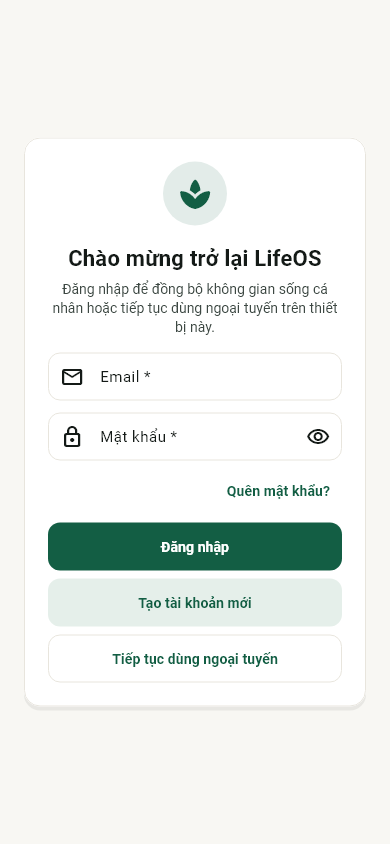 Chào mừng trở lại LifeOS
Đăng nhập để đồng bộ không gian sống cá
nhân hoặc tiếp tục dùng ngoại tuyến trên thiết
bị này.
Email *
Mật khẩu *
Quên mật khẩu?
Đăng nhập
Tạo tài khoản mới
Tiếp tục dùng ngoại tuyến